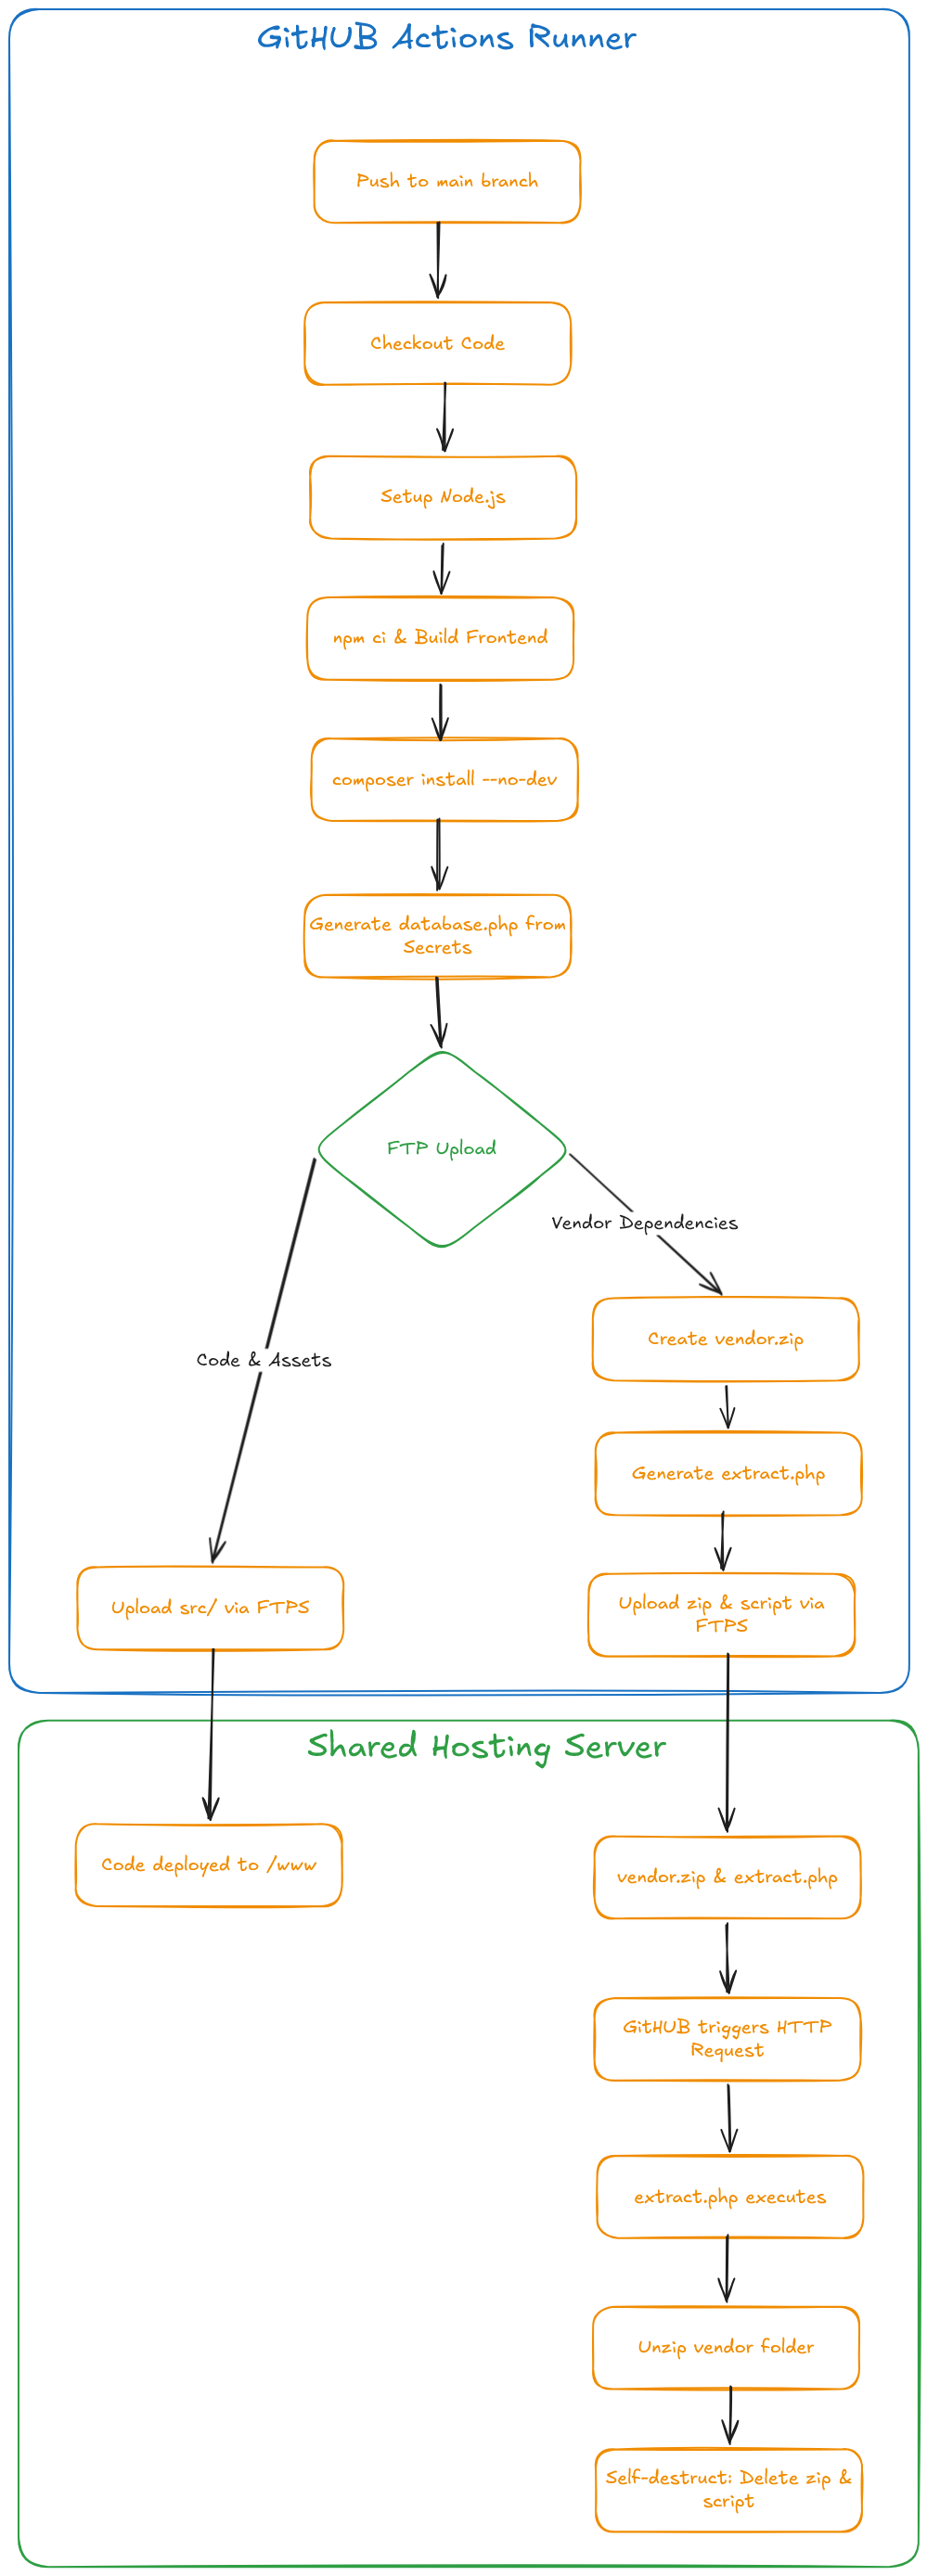 GitHUB Actions Runner
Push to main branch
Checkout Code
Setup Node.js
npm ci & Build Frontend
composer install --no-dev
Generate database.php from
Secrets
FTP Upload
Vendor Dependencies
Create vendor.zip
Code & Assets
Generate extract.php
Upload src/ via FTPS
Upload zip & script via
FTPS
Shared Hosting Server
Code deployed to /www
vendor.zip & extract.php
GitHUB triggers HTTP
Request
extract.php executes
Unzip vendor folder
Self-destruct: Delete zip &
script